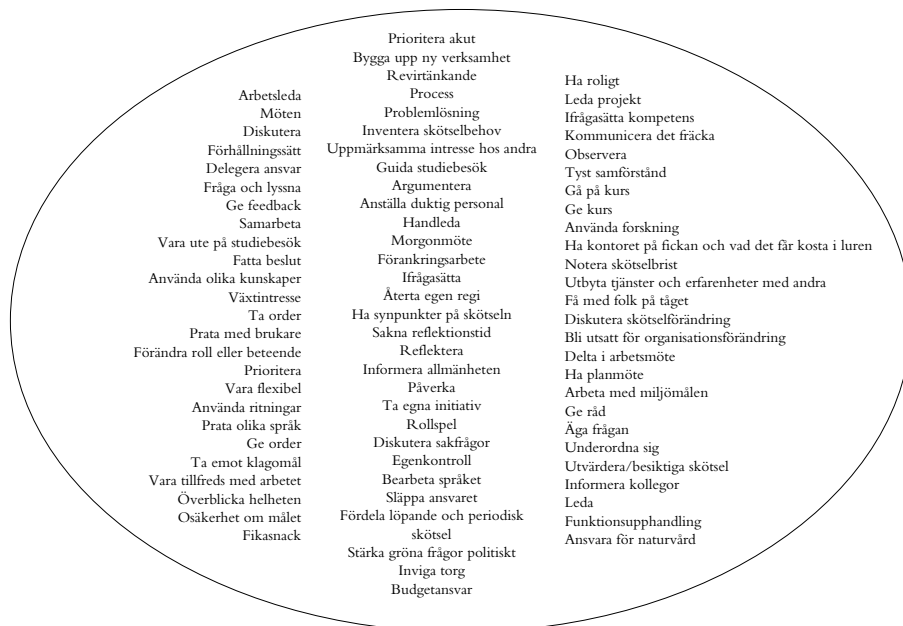 Arbetsleda
Möten
Diskutera
Förhållningssätt
Delegera ansvar
Fråga och lyssna
Ge feedback
Samarbeta
Vara ute på studiebesök
Fatta beslut
Använda olika kunskaper
Växtintresse
Ta order
Prata med brukare
Förändra roll eller beteende
Prioritera
Vara flexibel
Använda ritningar
Prata olika språk
Ge order
Ta emot klagomål
Vara tillfreds med arbetet
Överblicka helheten
Osäkerhet om målet
Fikasnack
Prioritera akut
Bygga upp ny verksamhet
Revirtänkande
Process
Problemlösning
Inventera skötselbehov
Uppmärksamma intresse hos andra
Guida studiebesök
Argumentera
Anställa duktig personal
Handleda
Morgonmöte
Förankringsarbete
Ifrågasätta
Återta egen regi
Ha synpunkter på skötseln
Sakna reflektionstid
Reflektera
Informera allmänheten
Påverka
Ta egna initiativ
Rollspel
Diskutera sakfrågor
Egenkontroll
Bearbeta språket
Släppa ansvaret
Fördela löpande och periodisk
skötsel
Stärka gröna frågor politiskt
Inviga torg
Budgetansvar
Ha roligt
Leda projekt
Ifrågasätta kompetens
Kommunicera det fräcka
Observera
Tyst samförstånd
Gå på kurs
Ge kurs
Använda forskning
Ha kontoret på fickan och vad det får kosta i luren
Notera skötselbrist
Utbyta tjänster och erfarenheter med andra
Få med folk på tåget
Diskutera skötselförändring
Bli utsatt för organisationsförändring
Delta i arbetsmöte
Ha planmöte
Arbeta med miljömålen
Ge råd
Äga frågan
Underordna sig
Utvärdera/besiktiga skötsel
Informera kollegor
Leda
Funktionsupphandling
Ansvara för naturvård